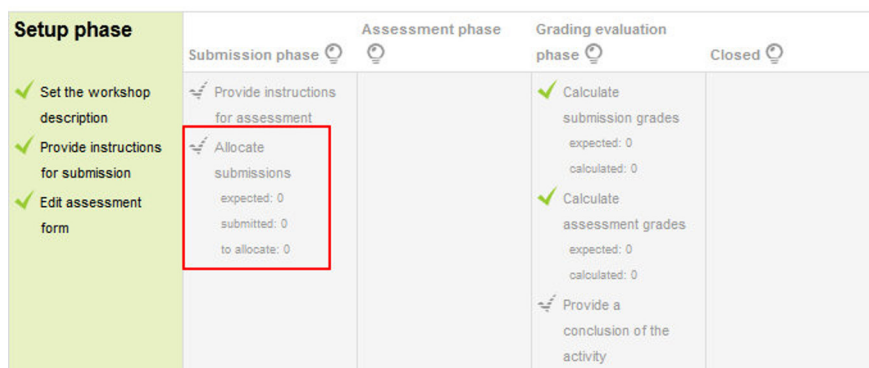 Setup phase
Set the workshop
description
Provide instructions
for submission
Edit assessment
form
Submission phase
Provide instructions
for assessment
Allocate
submissions
expected: 0
submitted: 0
to allocate: 0
Assessment phase
Grading evaluation
phase
Calculate
submission grades
expected: 0
calculated: 0
Calculate
assessment grades
expected: 0
calculated: 0
Provide a
conclusion of the
activity
Closed